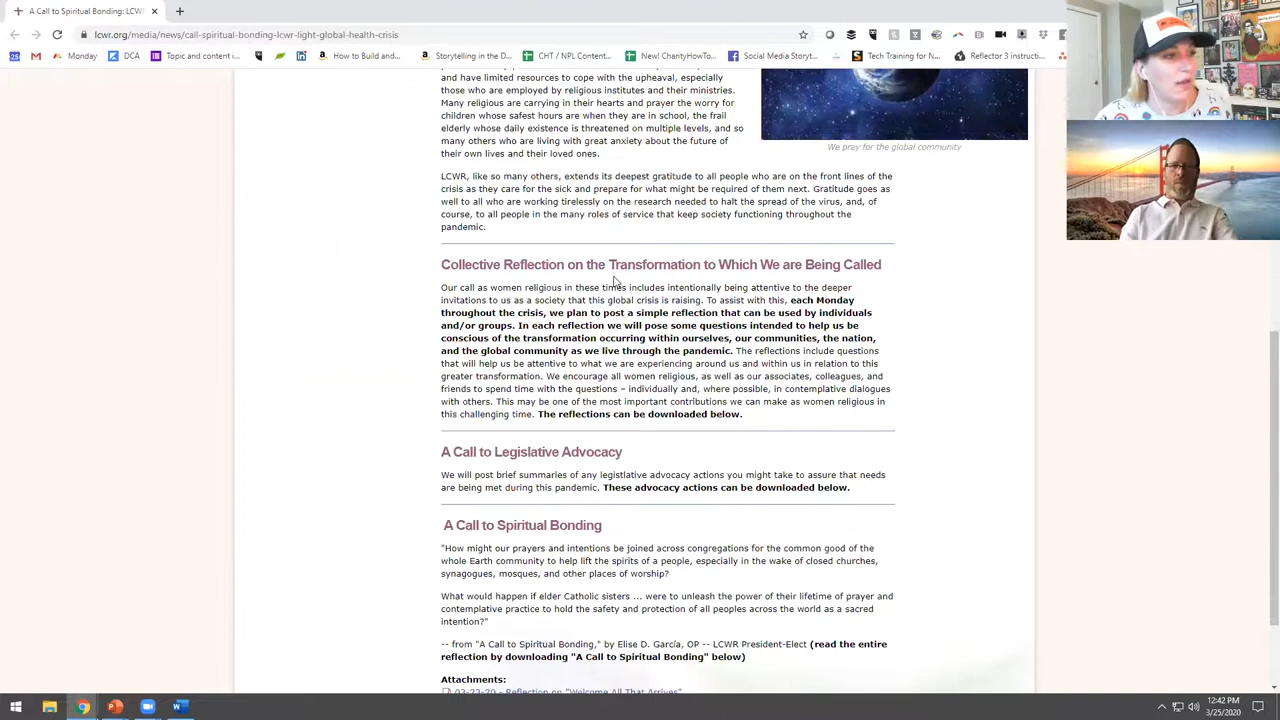 A Call to Spiritual Bonding: LCW
lcwr.org/media/news/call-spiritual-bonding-lcwr-light-global-health-crisis
Monday DCA Topic and content i How to Build and... Storytelling in the D... CHT / NPL Content... New! CharityHowTo... Social Media Storyt... Tech Training for N... Reflector 3 instructi...
and have limited resources to cope with the upheaval, especially
those who are employed by religious institutes and their ministries.
Many religious are carrying in their hearts and prayer the worry for
children whose safest hours are when they are in school, the frail
elderly whose daily existence is threatened on multiple levels, and so
many others who are living with great anxiety about the future of
their own lives and their loved ones.
We pray for the global community
LCWR, like so many others, extends its deepest gratitude to all people who are on the front lines of the
crisis as they care for the sick and prepare for what might be required of them next. Gratitude goes as
well to all who are working tirelessly on the research needed to halt the spread of the virus, and, of
course, to all people in the many roles of service that keep society functioning throughout the
pandemic.
Collective Reflection on the Transformation to Which We are Being Called
Our call as women religious in these times includes intentionally being attentive to the deeper
invitations to us as a society that this global crisis is raising. To assist with this, each Monday
throughout the crisis, we plan to post a simple reflection that can be used by individuals
and/or groups. In each reflection we will pose some questions intended to help us be
conscious of the transformation occurring within ourselves, our communities, the nation,
and the global community as we live through the pandemic. The reflections include questions
that will help us be attentive to what we are experiencing around us and within us in relation to this
greater transformation. We encourage all women religious, as well as our associates, colleagues, and
friends to spend time with the questions – individually and, where possible, in contemplative dialogues
with others. This may be one of the most important contributions we can make as women religious in
this challenging time. The reflections can be downloaded below.
A Call to Legislative Advocacy
We will post brief summaries of any legistlative advocacy actions you might take to assure that needs
are being met during this pandemic. These advocacy actions can be downloaded below.
A Call to Spiritual Bonding
"How might our prayers and intentions be joined across congregations for the common good of the
whole Earth community to help lift the spirits of a people, especially in the wake of closed churches,
synagogues, mosques, and other places of worship?
What would happen if elder Catholic sisters ... were to unleash the power of their lifetime of prayer and
contemplative practice to hold the safety and protection of all peoples across the world as a sacred
intention?"
-- from "A Call to Spiritual Bonding," by Elise D. García, OP -- LCWR President-Elect (read the entire
reflection by downloading "A Call to Spiritual Bonding" below)
Attachments:
03-23-20 - Reflection on "Welcome All That Arrives"
12:42 PM
3/25/2020